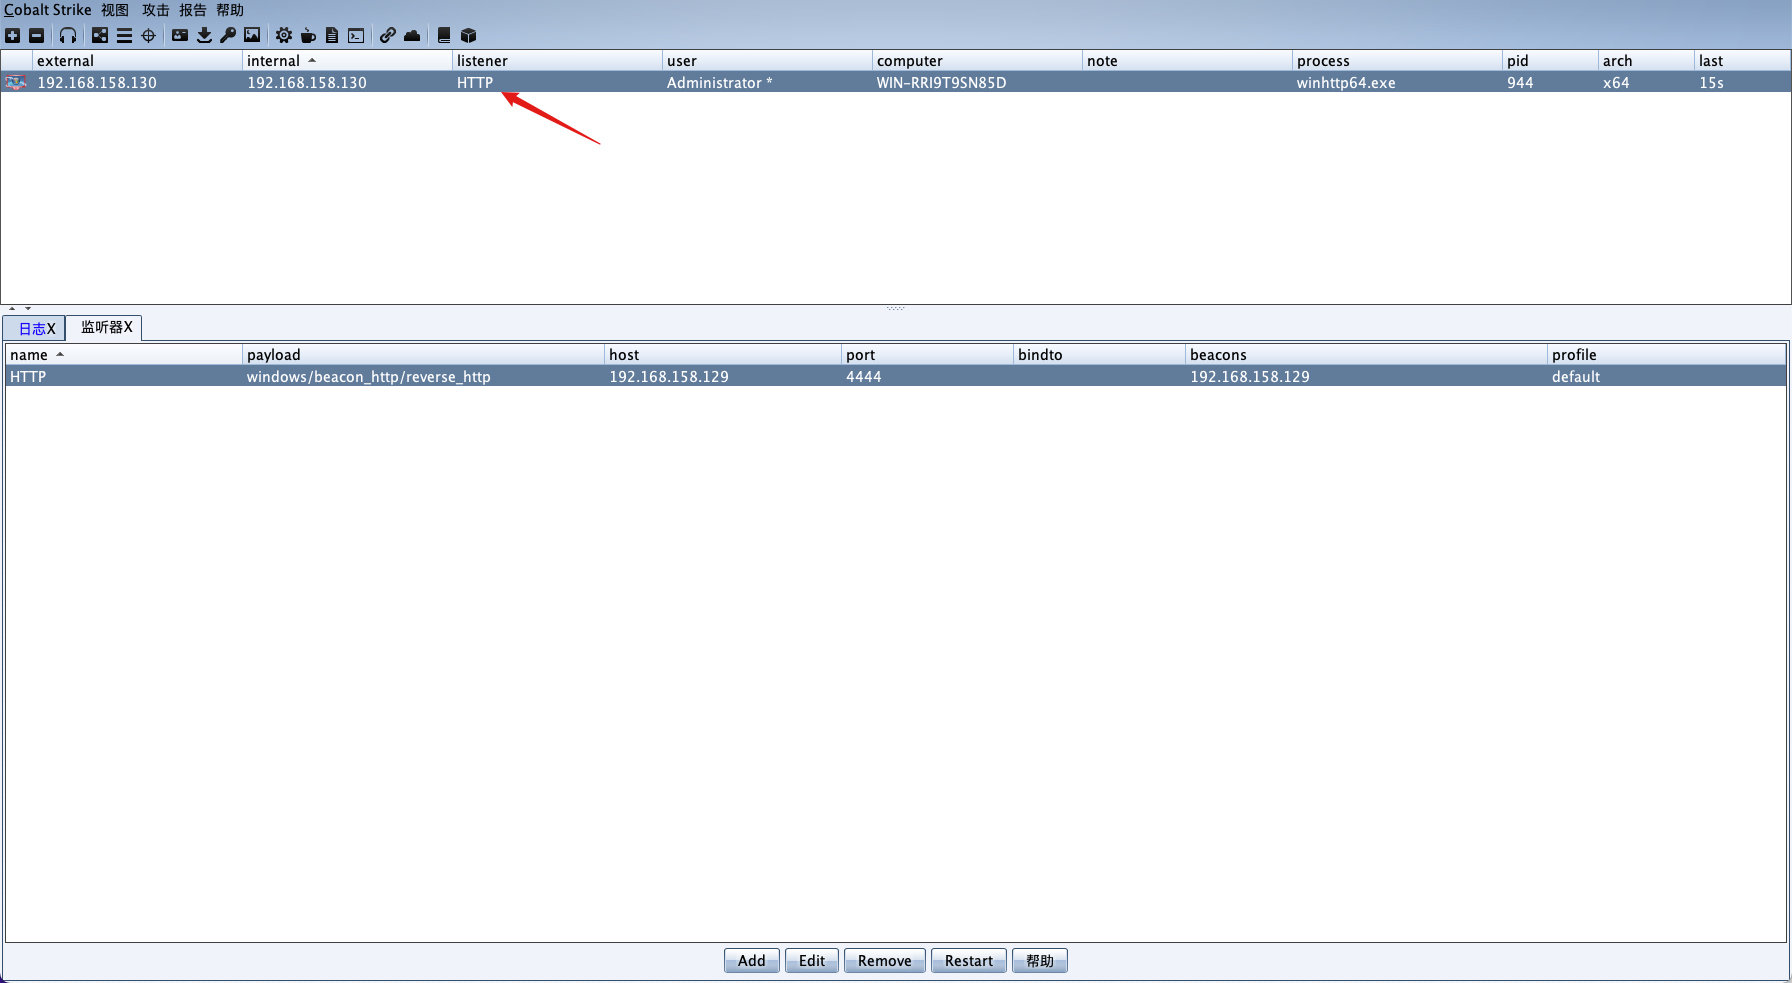 Cobalt Strike 视图 攻击 报告 帮助
external internal listener user computer note process pid arch last
192.168.158.130 192.168.158.130 HTTP Administrator * WIN-RRI9T9SN85D winhttp64.exe 944 x64 15s
日志X 监听器X
name payload host port bindto beacons profile
HTTP windows/beacon_http/reverse_http 192.168.158.129 4444 192.168.158.129 default
Add Edit Remove Restart 帮助